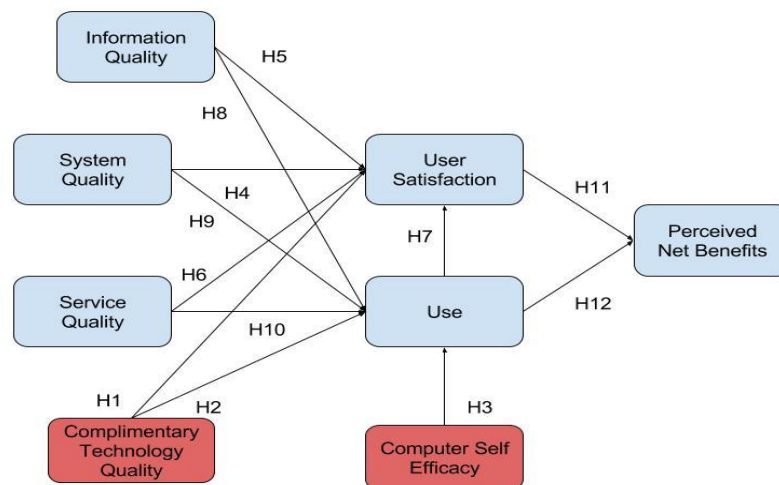 Information
Quality
H5
H8
System
Quality
User
Satisfaction
H4
H11
H9
H7
Perceived
Net Benefits
H6
Service
Quality
Use
H12
H10
H1
H2
H3
Complimentary
Technology
Quality
Computer Self
Efficacy